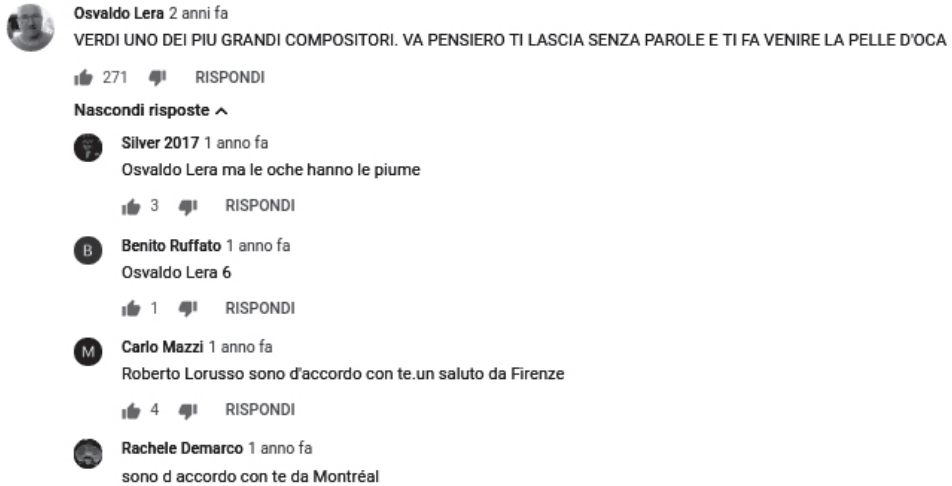 Osvaldo Lera 2 anni fa
VERDI UNO DEI PIU GRANDI COMPOSITORI. VA PENSIERO TI LASCIA SENZA PAROLE E TI FA VENIRE LA PELLE D'OCA
271 RISPONDI
Nascondi risposte
Silver 2017 1 anno fa
Osvaldo Lera ma le oche hanno le piume
3 RISPONDI
B Benito Ruffato 1 anno fa
Osvaldo Lera 6
1 RISPONDI
M Carlo Mazzi 1 anno fa
Roberto Lorusso sono d'accordo con te.un saluto da Firenze
4 RISPONDI
Rachele Demarco 1 anno fa
sono d accordo con te da Montréal